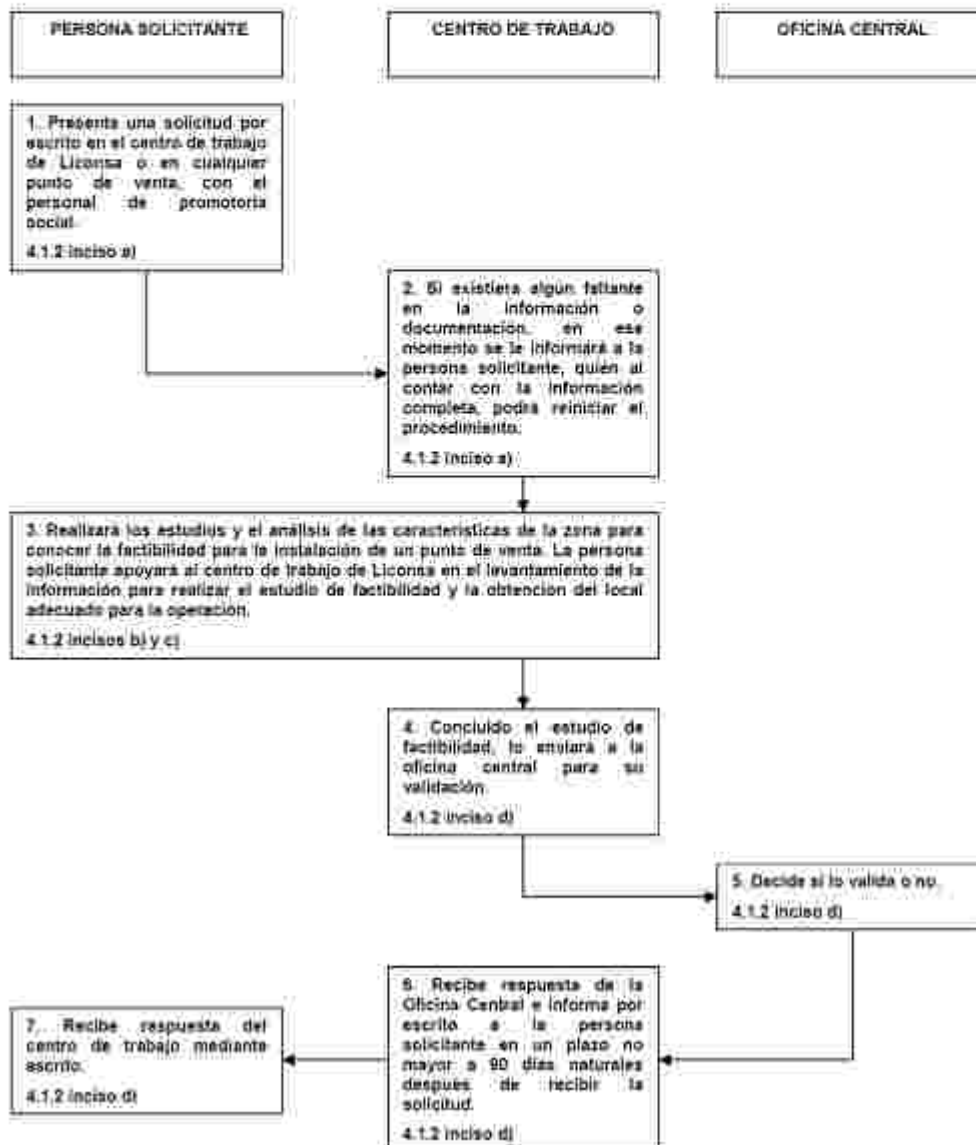 PERSONA SOLICITANTE
CENTRO DE TRABAJO
OFICINA CENTRAL
1. Presenta una solicitud por
escrito en el centro de trabajo
de Liconsa o en cualquier
punto de venta, con el
personal de promotoría
social.
4.1.2 inciso a)
2. Si existiera algún faltante
en la información o
documentación, en ese
momento se le informará a la
persona solicitante, quién al
contar con la información
completa, podrá reiniciar el
procedimiento.
4.1.2 inciso a)
3. Realizará los estudios y el análisis de las características de la zona para
conocer la factibilidad para la instalación de un punto de venta. La persona
solicitante apoyará al centro de trabajo de Liconsa en el levantamiento de la
información para realizar el estudio de factibilidad y la obtención del local
adecuado para la operación.
4.1.2 incisos b) y c)
4. Concluido el estudio de
factibilidad, lo enviará a la
oficina central para su
validación.
4.1.2 inciso d)
5. Decide si lo valida o no.
4.1.2 inciso d)
6. Recibe respuesta de la
Oficina Central e informa por
escrito a la persona
solicitante en un plazo no
mayor a 90 días naturales
después de recibir la
solicitud.
4.1.2 inciso d)
7. Recibe respuesta del
centro de trabajo mediante
escrito.
4.1.2 inciso d)